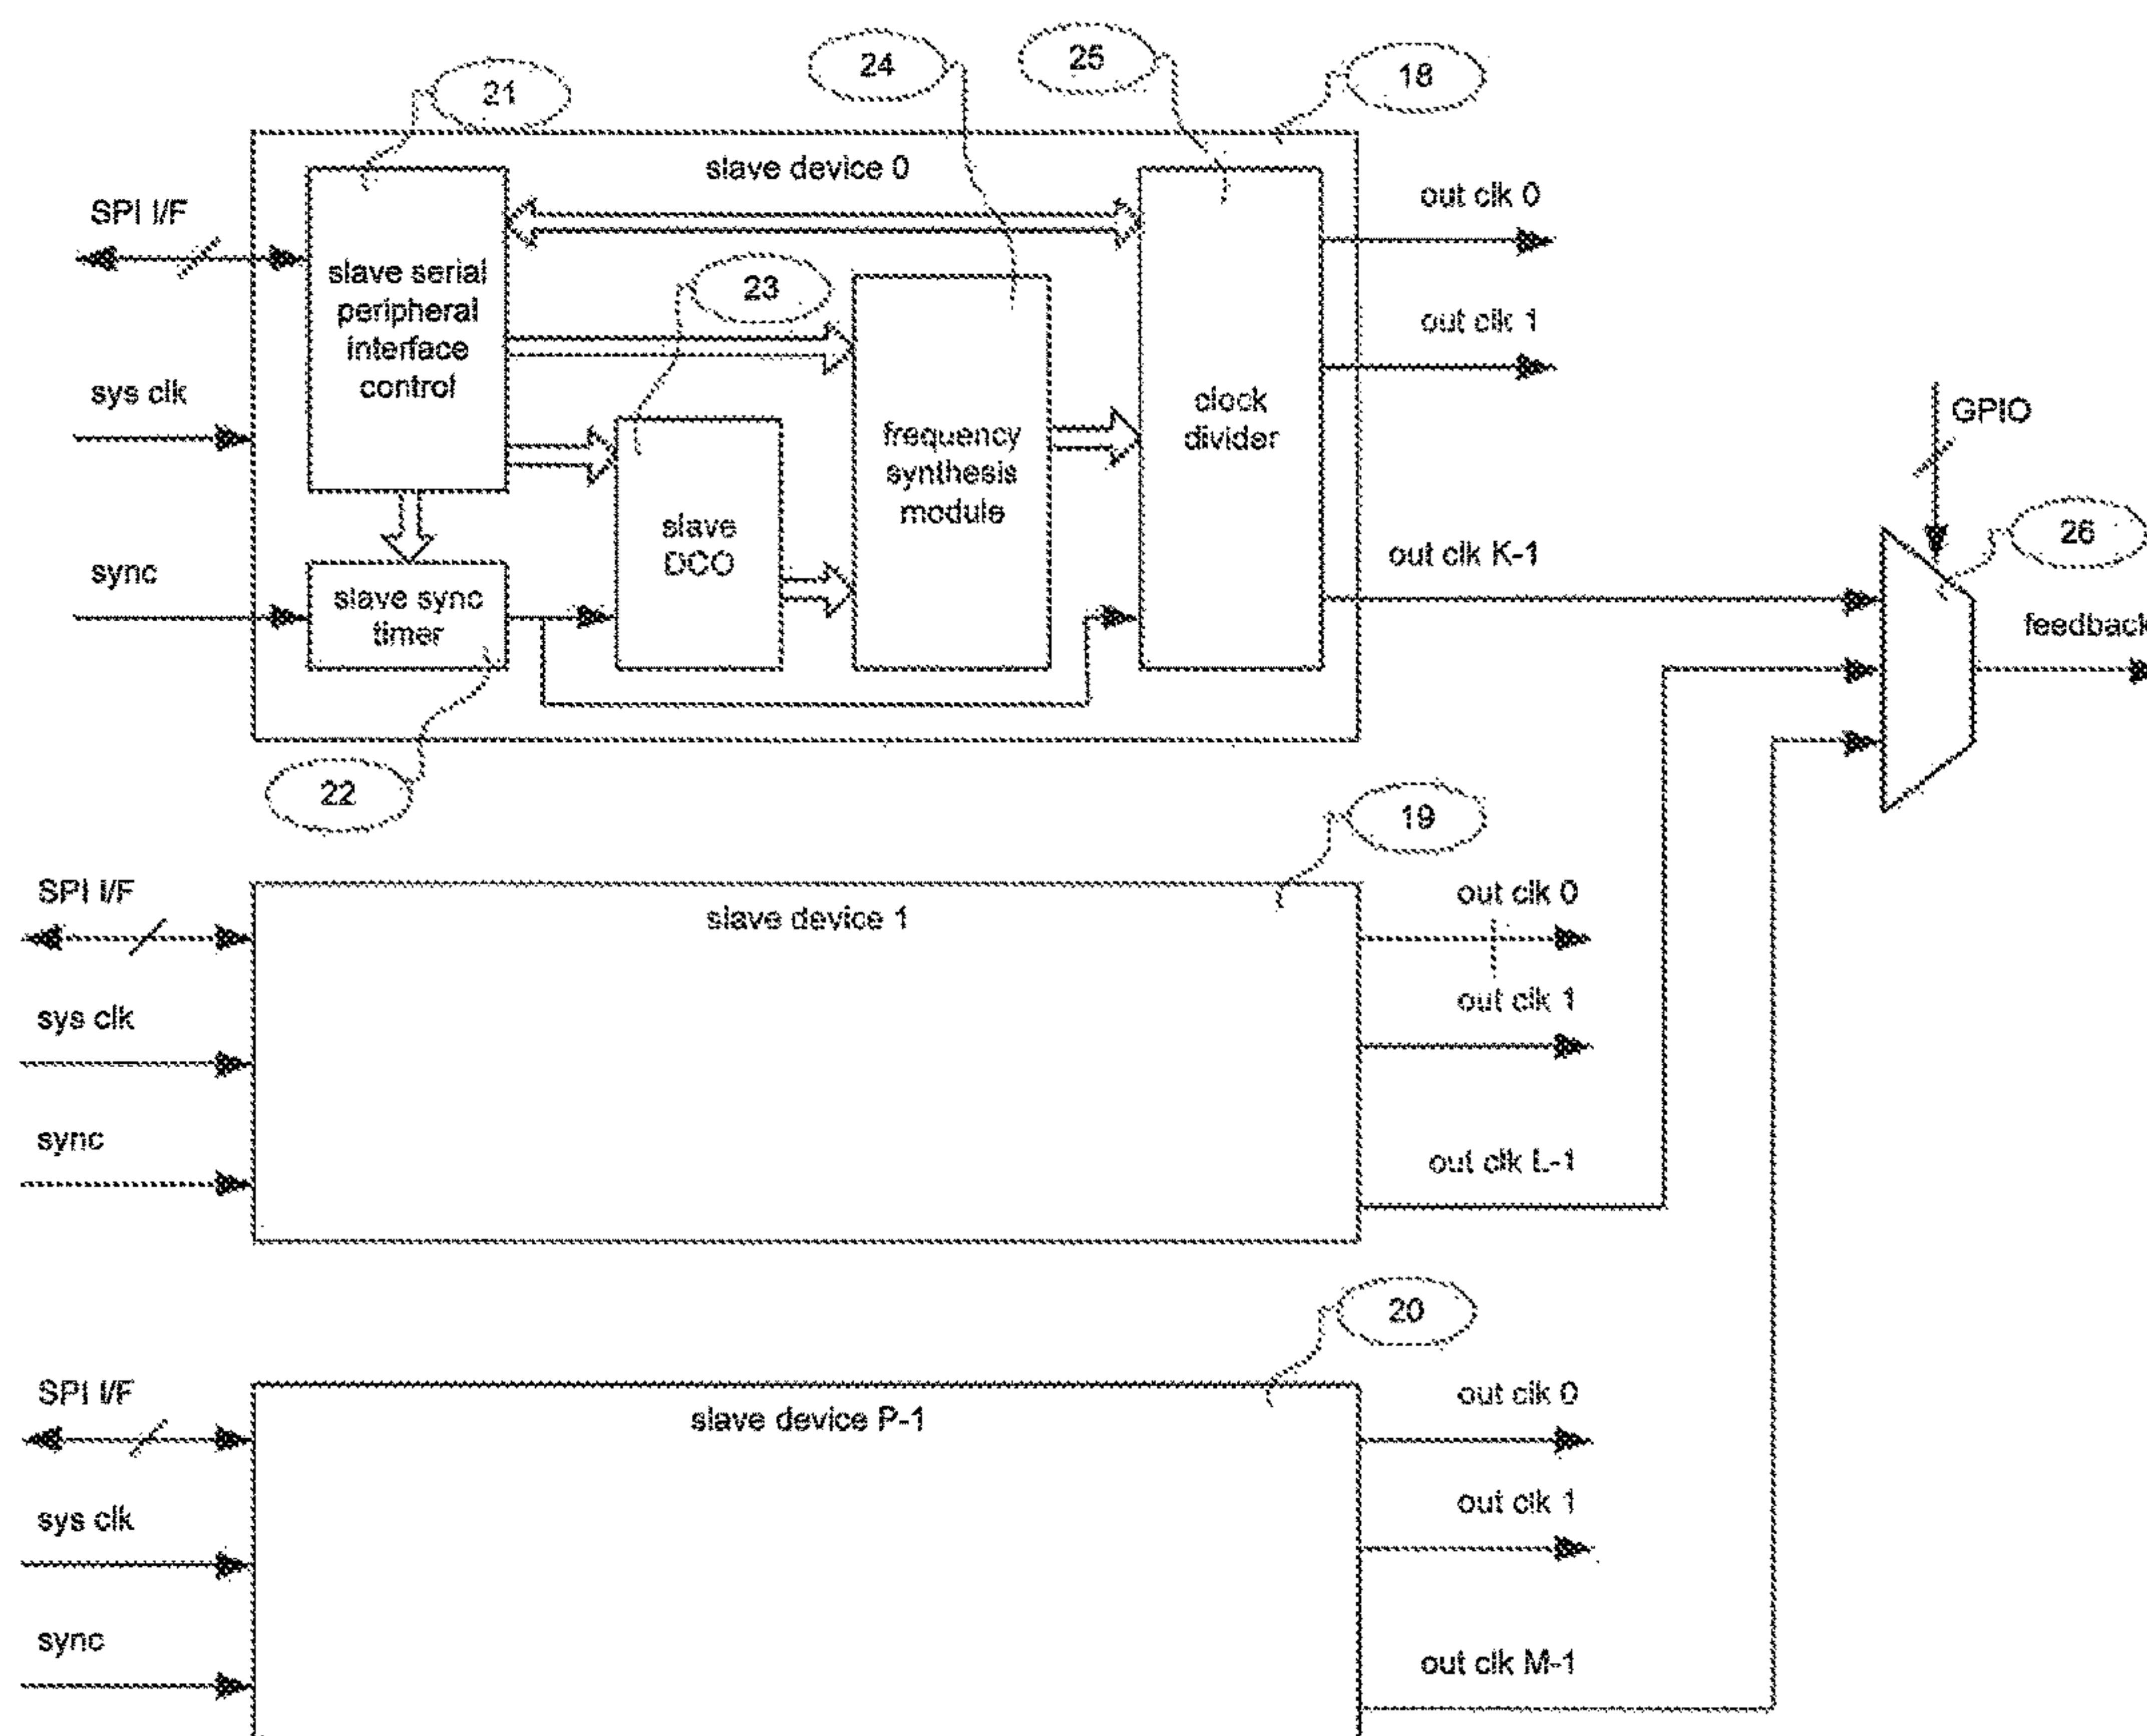 21
24
25
18
slave device 0
SPI I/F
slave serial
peripheral
interface
control
23
out clk 0
out clk 1
sys clk
GPIO
clock
divider
frequency
synthesis
module
slave
DCO
out clk K-1
26
sync
slave sync
timer
feedback
22
19
SPI I/F
slave device 1
out clk 0
out clk 1
sys clk
sync
out clk L-1
20
SPI I/F
slave device P-1
out clk 0
out clk 1
sys clk
sync
out clk M-1